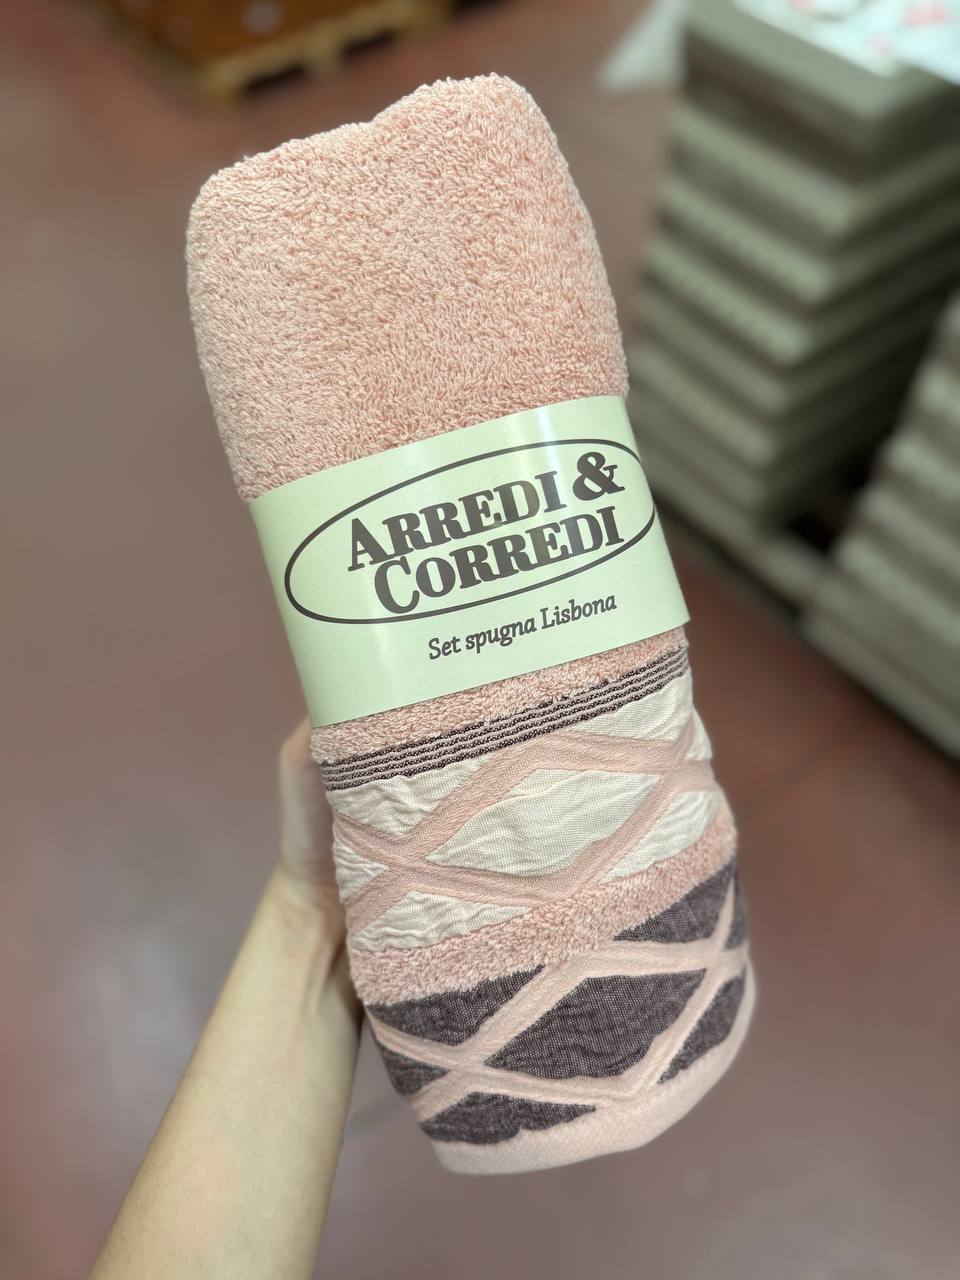 ARREDI &
CORREDI
Set spugna Lisbona